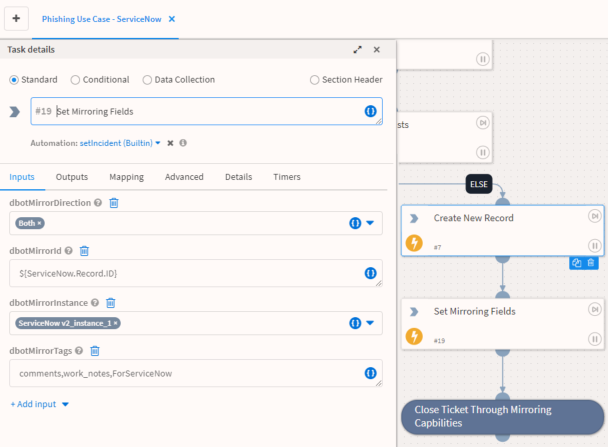 + Phishing Use Case - ServiceNow ×
Task details
Standard Conditional Data Collection Section Header
#19 Set Mirroring Fields
Automation: setIncident (Builtin)
Inputs Outputs Mapping Advanced Details Timers
dbotMirrorDirection
Both ×
dbotMirrorId
${ServiceNow.Record.ID}
dbotMirrorInstance
ServiceNow v2_instance_1 ×
dbotMirrorTags
comments,work_notes,ForServiceNow
+ Add input
sts
ELSE
Create New Record
#7
Set Mirroring Fields
#19
Close Ticket Through Mirroring
Capbilities